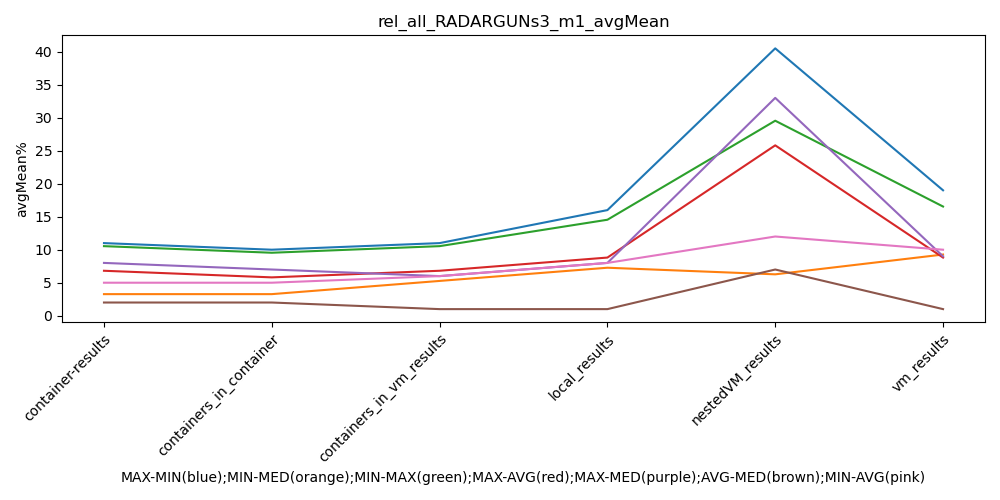 rel_all_RADARGUNs3_m1_avgMean
avgMean%
40
35
30
25
20
15
10
5
0
container-results
containers_in_container
containers_in_vm_results
local_results
nestedVM_results
vm_results
MAX-MIN(blue);MIN-MED(orange);MIN-MAX(green);MAX-AVG(red);MAX-MED(purple);AVG-MED(brown);MIN-AVG(pink)